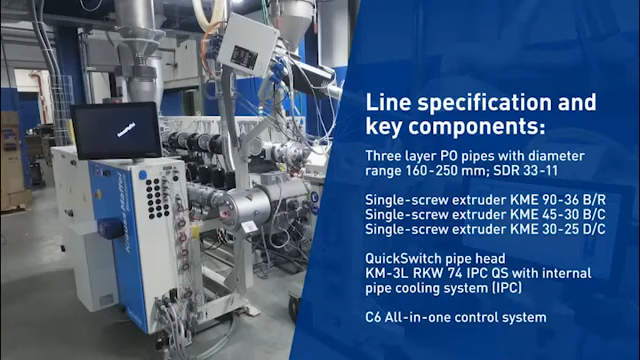 Line specification and
key components:
Three layer PO pipes with diameter
range 160-250 mm; SDR 33-11
Single-screw extruder KME 90-36 B/R
Single-screw extruder KME 45-30 B/C
Single-screw extruder KME 30-25 D/C
QuickSwitch pipe head
KM-3L RKW 74 IPC QS with internal
pipe cooling system (IPC)
C6 All-in-one control system
Krauss Maffei